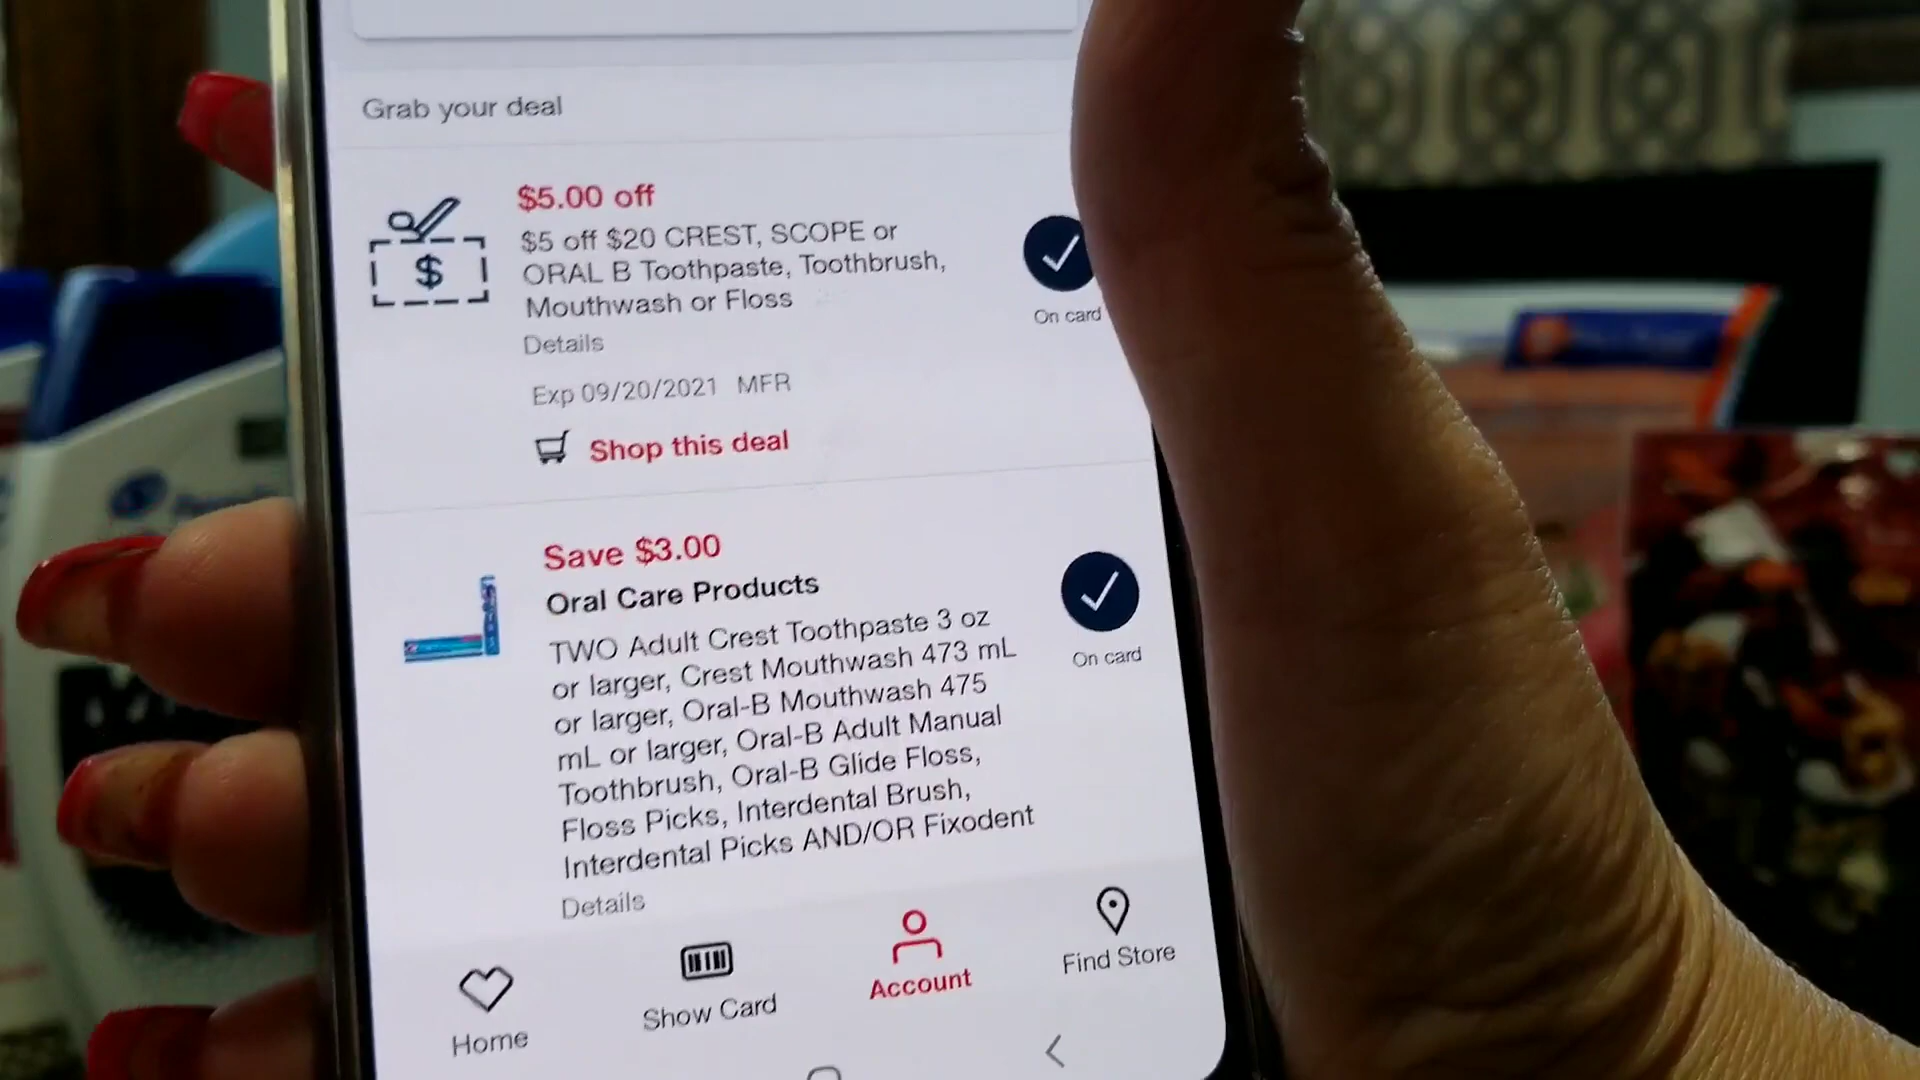 Grab your deal
$5.00 off
$5 off $20 CREST, SCOPE or
ORAL B Toothpaste, Toothbrush,
Mouthwash or Floss
Details
On card
Exp 09/20/2021 MFR
Shop this deal
Save $3.00
Oral Care Products
TWO Adult Crest Toothpaste 3 oz
or larger, Crest Mouthwash 473 mL
or larger, Oral-B Mouthwash 475
mL or larger, Oral-B Adult Manual
Toothbrush, Oral-B Glide Floss,
Floss Picks, Interdental Brush,
Interdental Picks AND/OR Fixodent
Details
On card
Home
Show Card
Account
Find Store